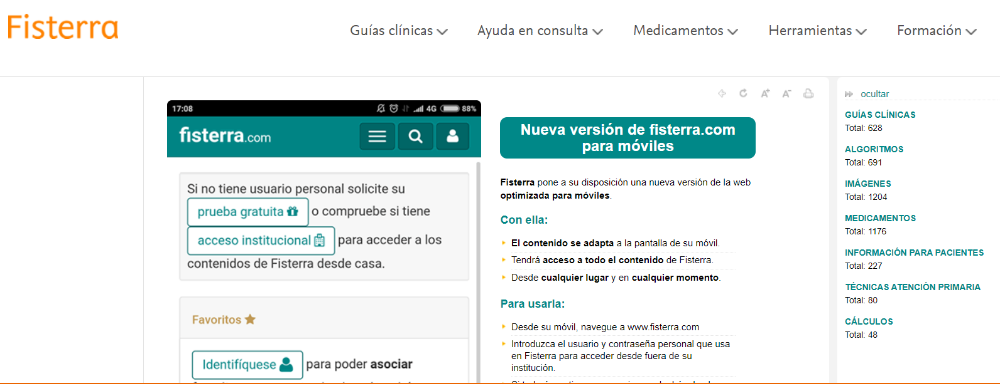 Fisterra
Guías clínicas
Ayuda en consulta
Medicamentos
Herramientas
Formación
17:08
4G
88%
fisterra.com
Si no tiene usuario personal solicite su
prueba gratuita o compruebe si tiene
acceso institucional para acceder a los
contenidos de Fisterra desde casa.
Favoritos
Identifíquese para poder asociar
A+
A-
Nueva versión de fisterra.com
para móviles
Fisterra pone a su disposición una nueva versión de la web
optimizada para móviles.
Con ella:
El contenido se adapta a la pantalla de su móvil.
Tendrá acceso a todo el contenido de Fisterra.
Desde cualquier lugar y en cualquier momento.
Para usarla:
Desde su móvil, navegue a www.fisterra.com
Introduzca el usuario y contraseña personal que usa
en Fisterra para acceder desde fuera de su
institución.
ocultar
GUÍAS CLÍNICAS
Total: 628
ALGORITMOS
Total: 691
IMÁGENES
Total: 1204
MEDICAMENTOS
Total: 1176
INFORMACIÓN PARA PACIENTES
Total: 227
TÉCNICAS ATENCIÓN PRIMARIA
Total: 80
CÁLCULOS
Total: 48